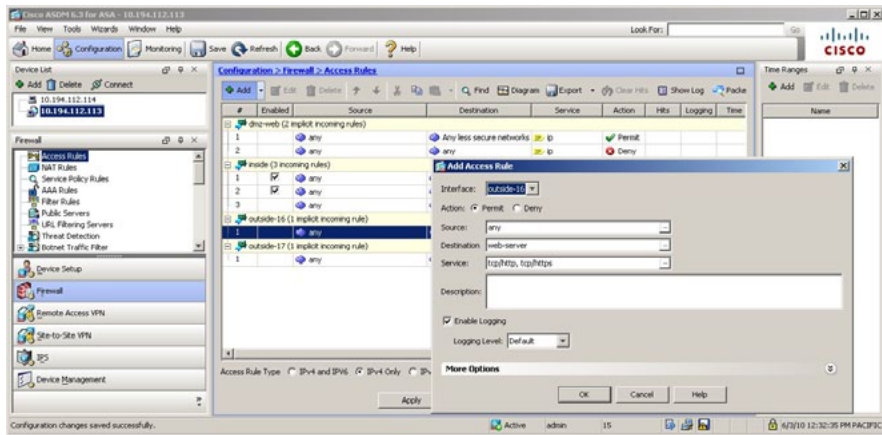 Cisco ASDM 6.3 for ASA - 10.194.112.113
File View Tools Wizards Window Help
Look For:
Go
Home Configuration Monitoring Save Refresh Back Forward Help
CISCO
Device List
Add Delete Connect
10.194.112.114
10.194.112.113
Firewall
Access Rules
NAT Rules
Service Policy Rules
AAA Rules
Filter Rules
Public Servers
URL Filtering Servers
Threat Detection
Botnet Traffic Filter
Device Setup
Firewall
Remote Access VPN
Site-to-Site VPN
IPS
Device Management
Configuration > Firewall > Access Rules
Add Edit Delete Find Diagram Export Clear Hits Show Log Packe
# Enabled Source Destination Service Action Hits Logging Time
dmz-web (2 implicit incoming rules)
1 any Any less secure networks ip Permit
2 any any ip Deny
inside (3 incoming rules)
1 any
2 any
3 any
outside-16 (1 implicit incoming rule)
1 any
outside-17 (1 implicit incoming rule)
1 any
Access Rule Type IPv4 and IPv6 IPv4 Only
Apply
Add Access Rule
Interface: outside-16
Action: Permit Deny
Source: any
Destination web-server
Service: tcp/http, tcp/https
Description:
Enable Logging
Logging Level: Default
More Options
OK Cancel Help
Time Ranges
Add Edit Delete
Name
Configuration changes saved successfully.
Active admin 15
6/3/10 12:32:35 PM PACIFIC